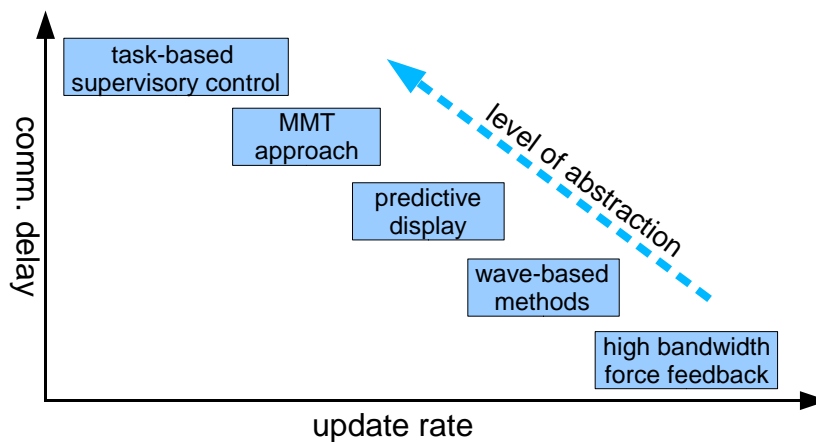 task-based
supervisory control
MMT
approach
predictive
display
wave-based
methods
high bandwidth
force feedback
level of abstraction
comm. delay
update rate